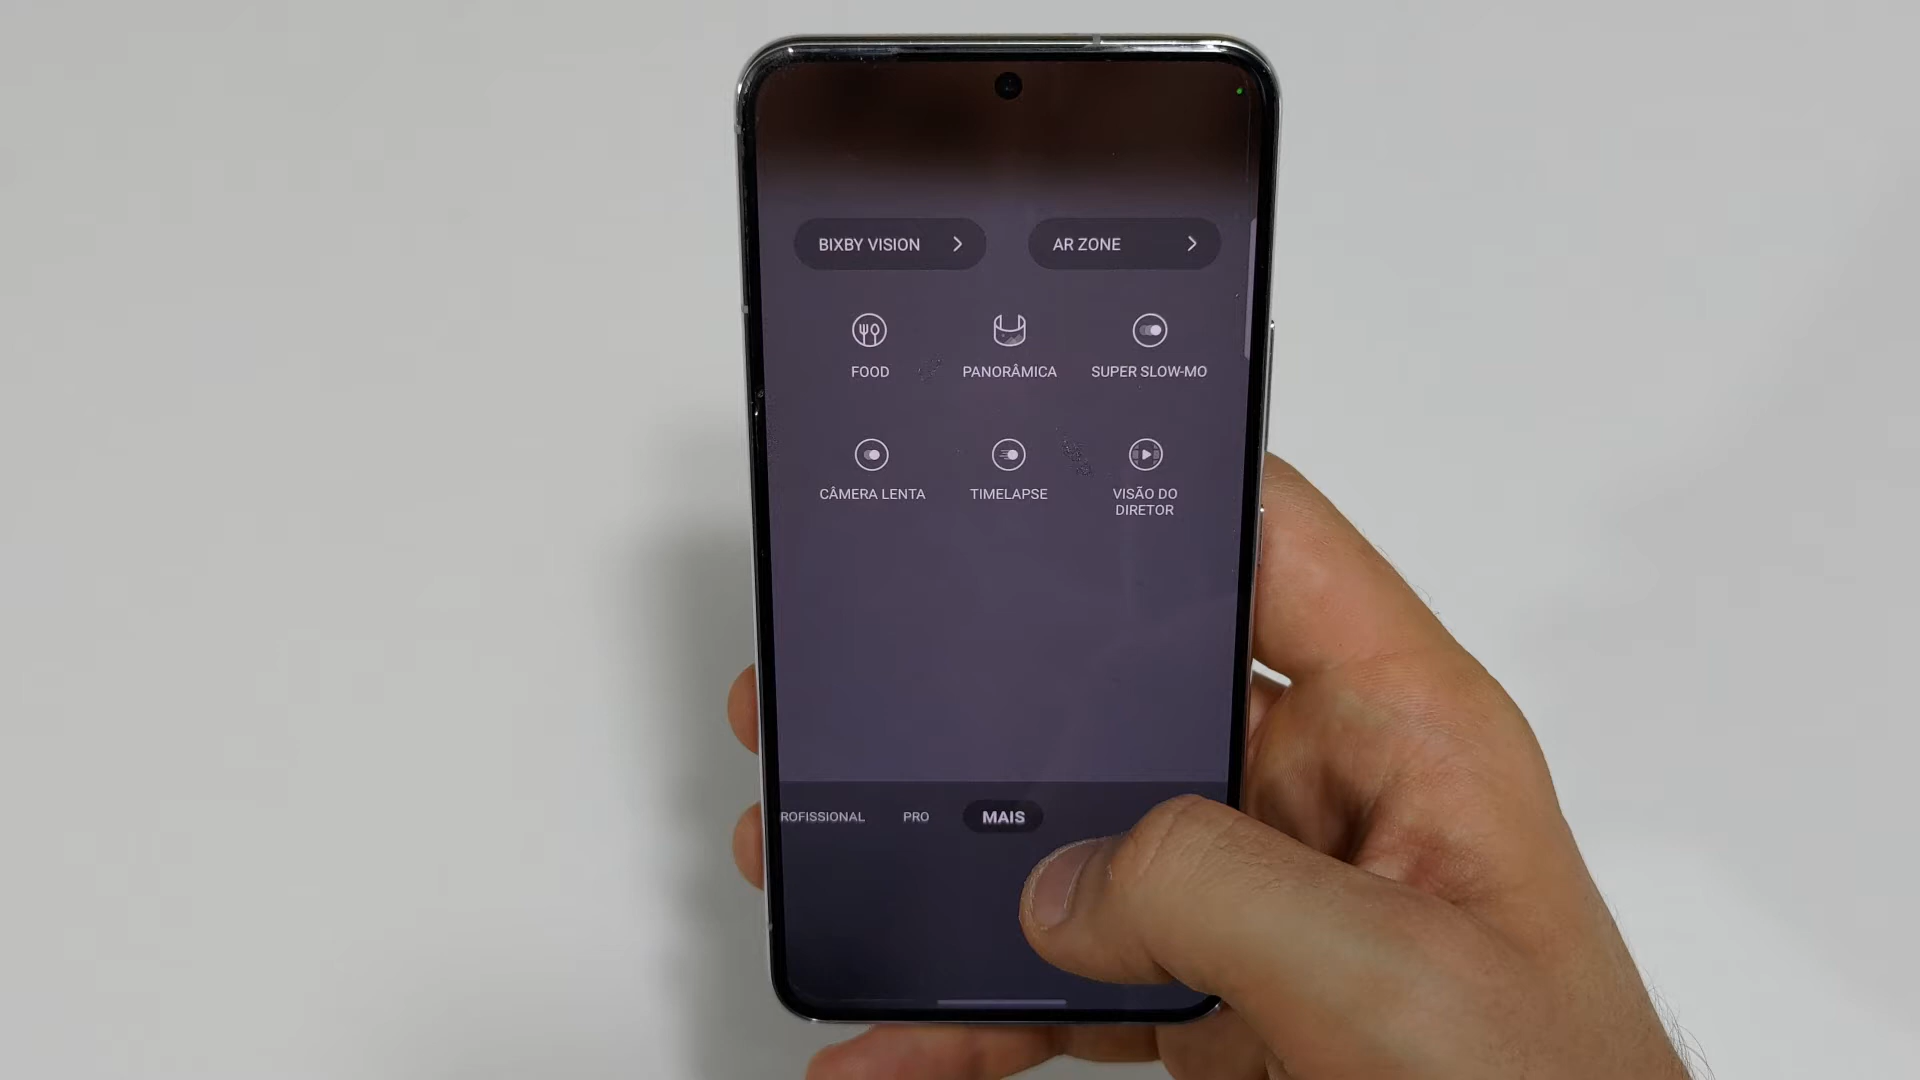 BIXBY VISION
AR ZONE
FOOD
PANORÂMICA
SUPER SLOW-MO
CÂMERA LENTA
TIMELAPSE
VISÃO DO
DIRETOR
ROFISSIONAL
PRO
MAIS